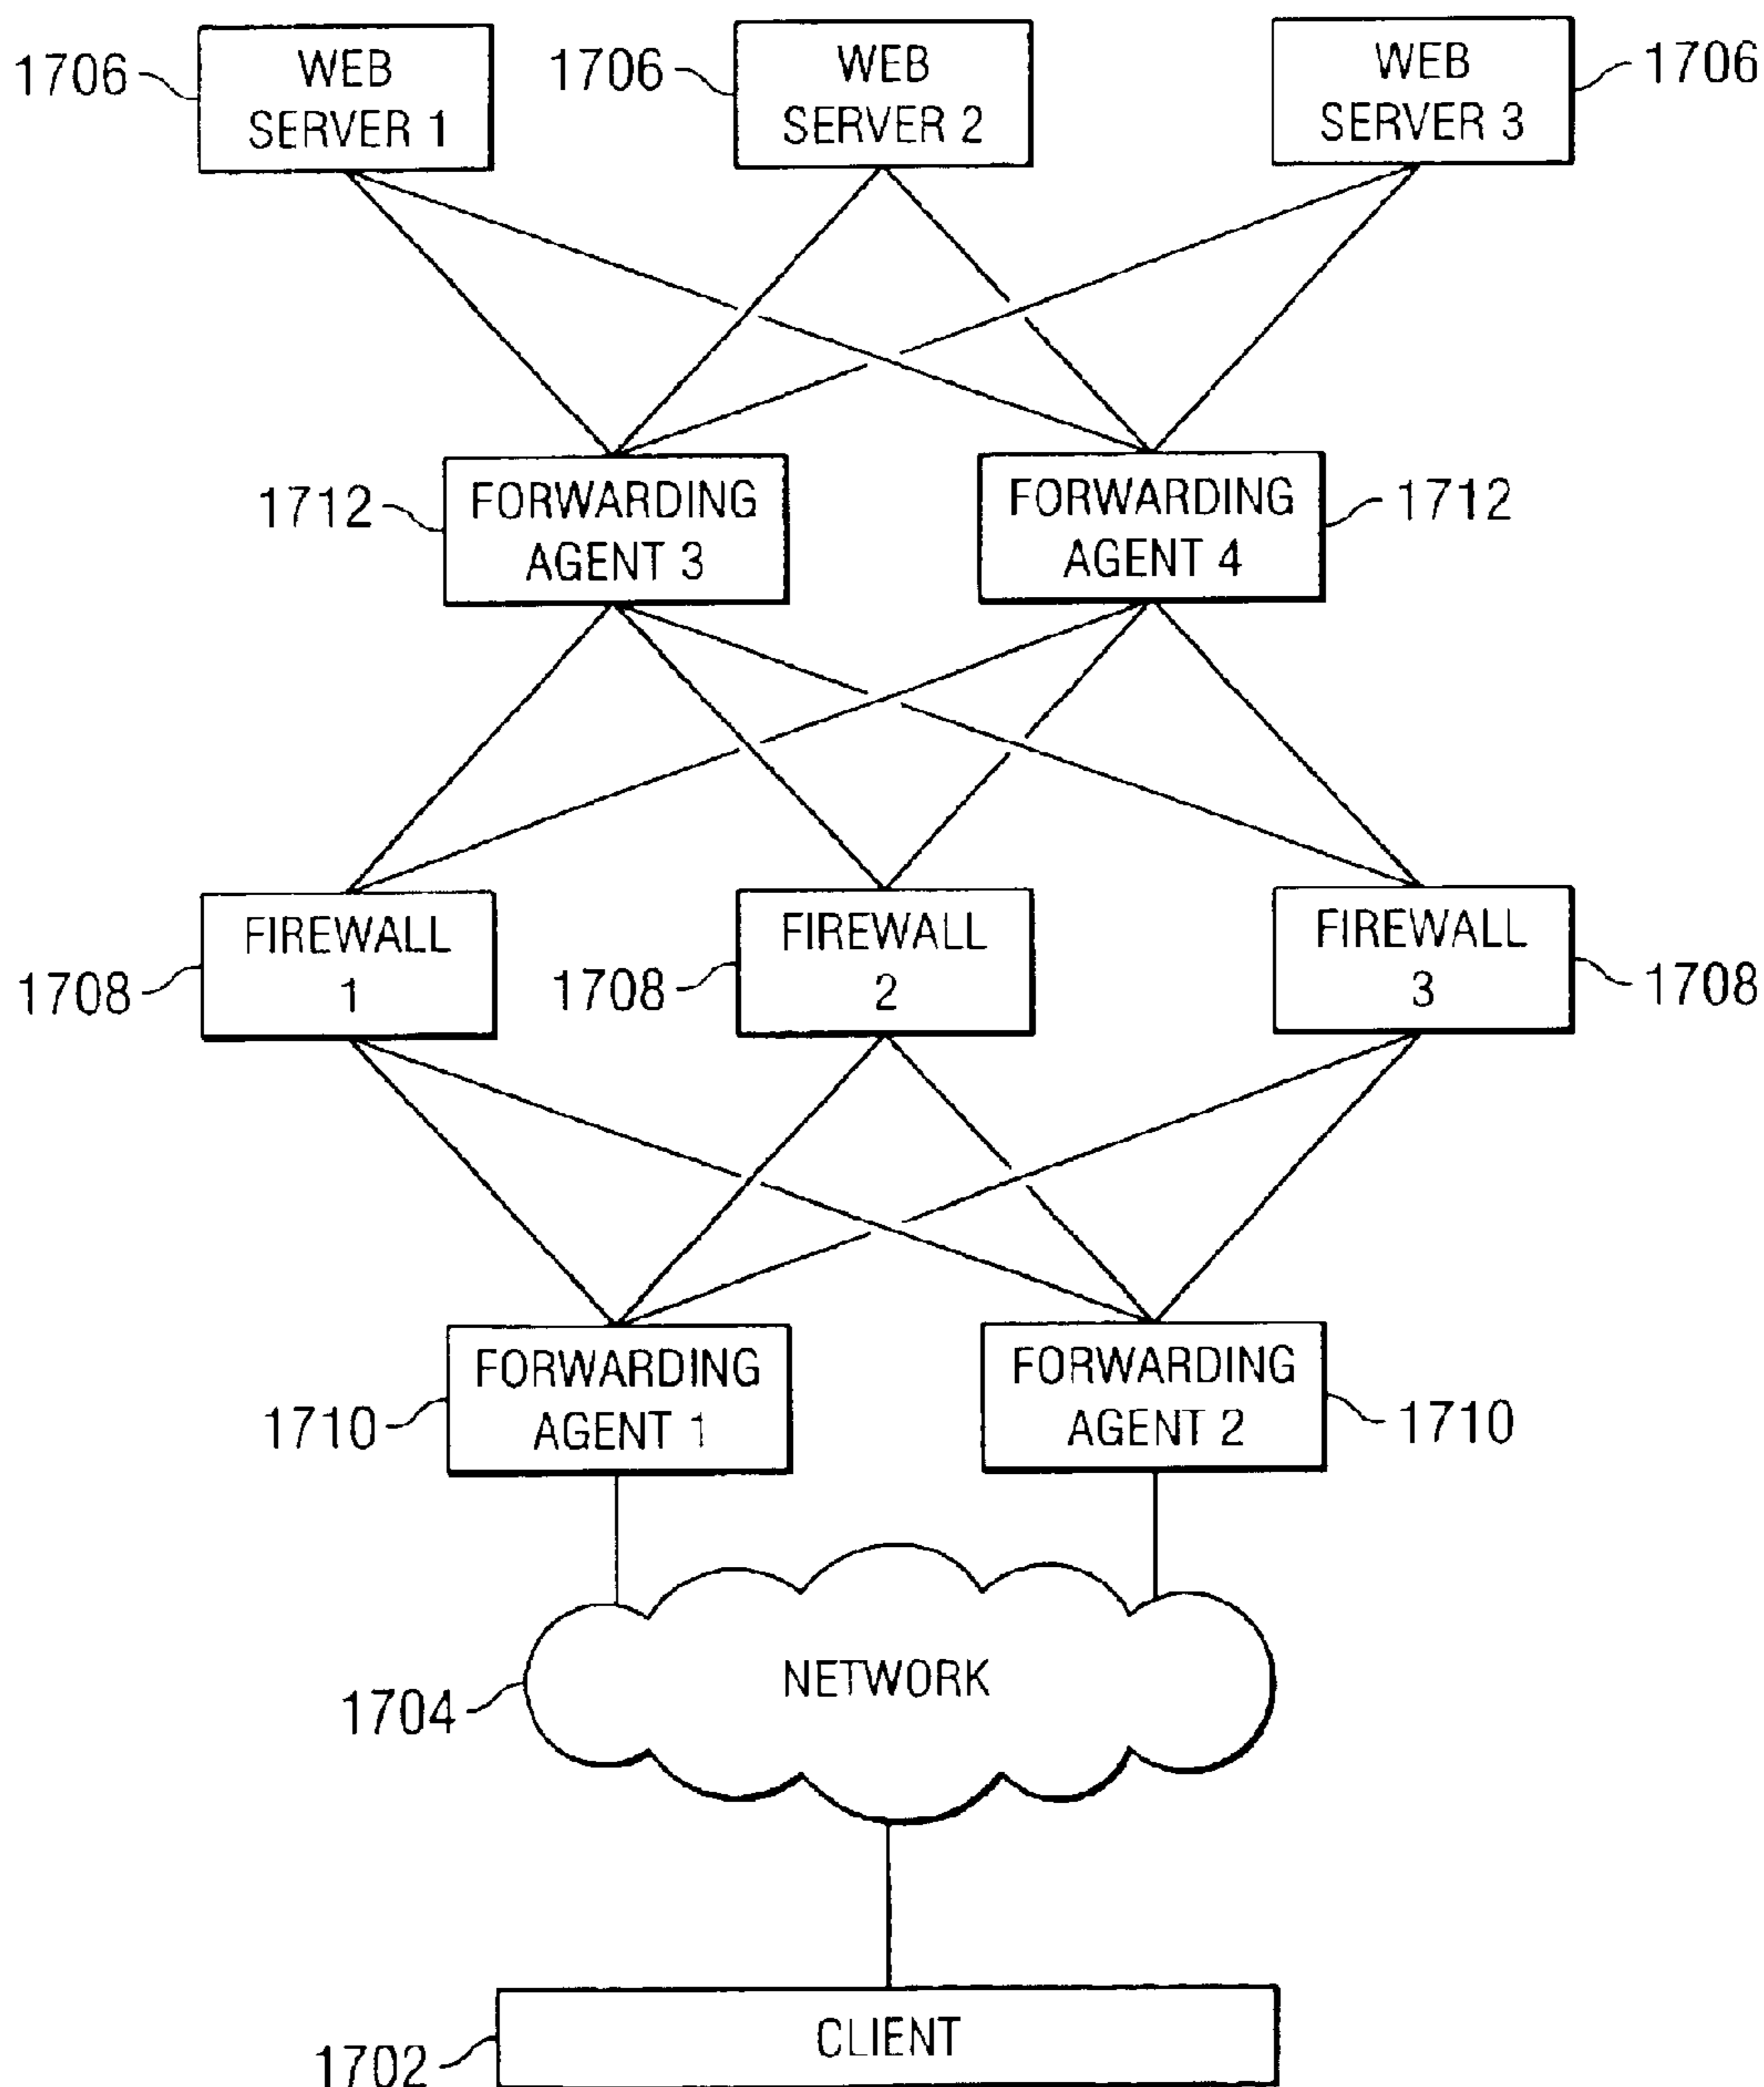 1706
WEB
SERVER 1
1706
WEB
SERVER 2
WEB
SERVER 3
1706
1712
FORWARDING
AGENT 3
FORWARDING
AGENT 4
1712
1708
FIREWALL
1
1708
FIREWALL
2
FIREWALL
3
1708
1710
FORWARDING
AGENT 1
FORWARDING
AGENT 2
1710
NETWORK
1704
CLIENT
1702